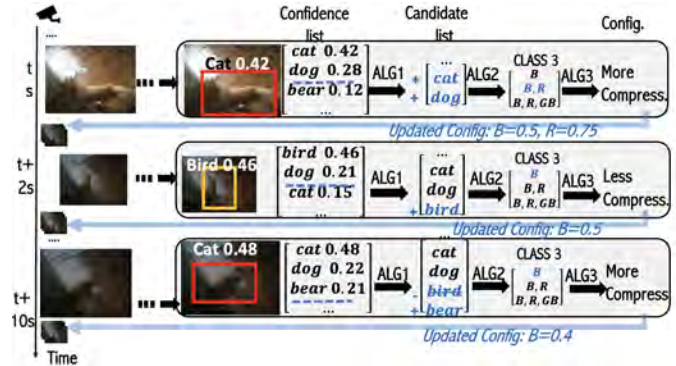 Confidence list
Candidate list
Config.
....
t
s
Cat 0.42
cat 0.42
dog 0.28
bear 0.12
...
ALG1
...
+ cat
+ dog
ALG2
CLASS 3
B
B, R
B, R, GB
ALG3
More Compress.
Updated Config: B=0.5, R=0.75
t+
2s
Bird 0.46
bird 0.46
dog 0.21
cat 0.15
...
ALG1
...
cat
dog
+ bird
ALG2
CLASS 3
B
B, R
B, R, GB
ALG3
Less Compress.
Updated Config: B=0.5
....
t+
10s
Cat 0.48
cat 0.48
dog 0.22
bear 0.21
...
ALG1
...
cat
dog
- bird
+ bear
ALG2
CLASS 3
B
B, R
B, R, GB
ALG3
More Compress.
Updated Config: B=0.4
Time